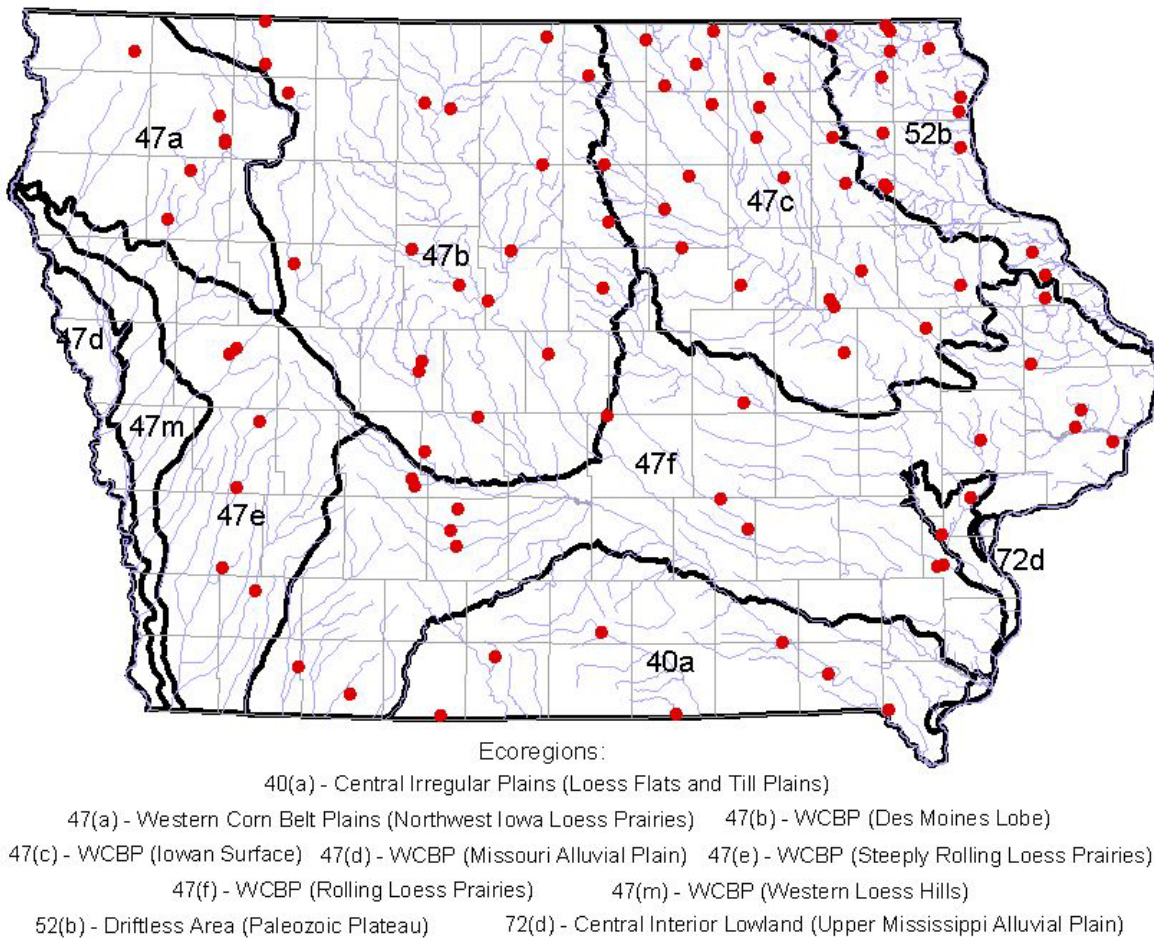 47a
52b
47c
47b
47d
47m
47f
47e
72d
40a
Ecoregions:
40(a) - Central Irregular Plains (Loess Flats and Till Plains)
47(a) - Western Corn Belt Plains (Northwest Iowa Loess Prairies) 47(b) - WCBP (Des Moines Lobe)
47(c) - WCBP (Iowan Surface) 47(d) - WCBP (Missouri Alluvial Plain) 47(e) - WCBP (Steeply Rolling Loess Prairies)
47(f) - WCBP (Rolling Loess Prairies) 47(m) - WCBP (Western Loess Hills)
52(b) - Driftless Area (Paleozoic Plateau) 72(d) - Central Interior Lowland (Upper Mississippi Alluvial Plain)